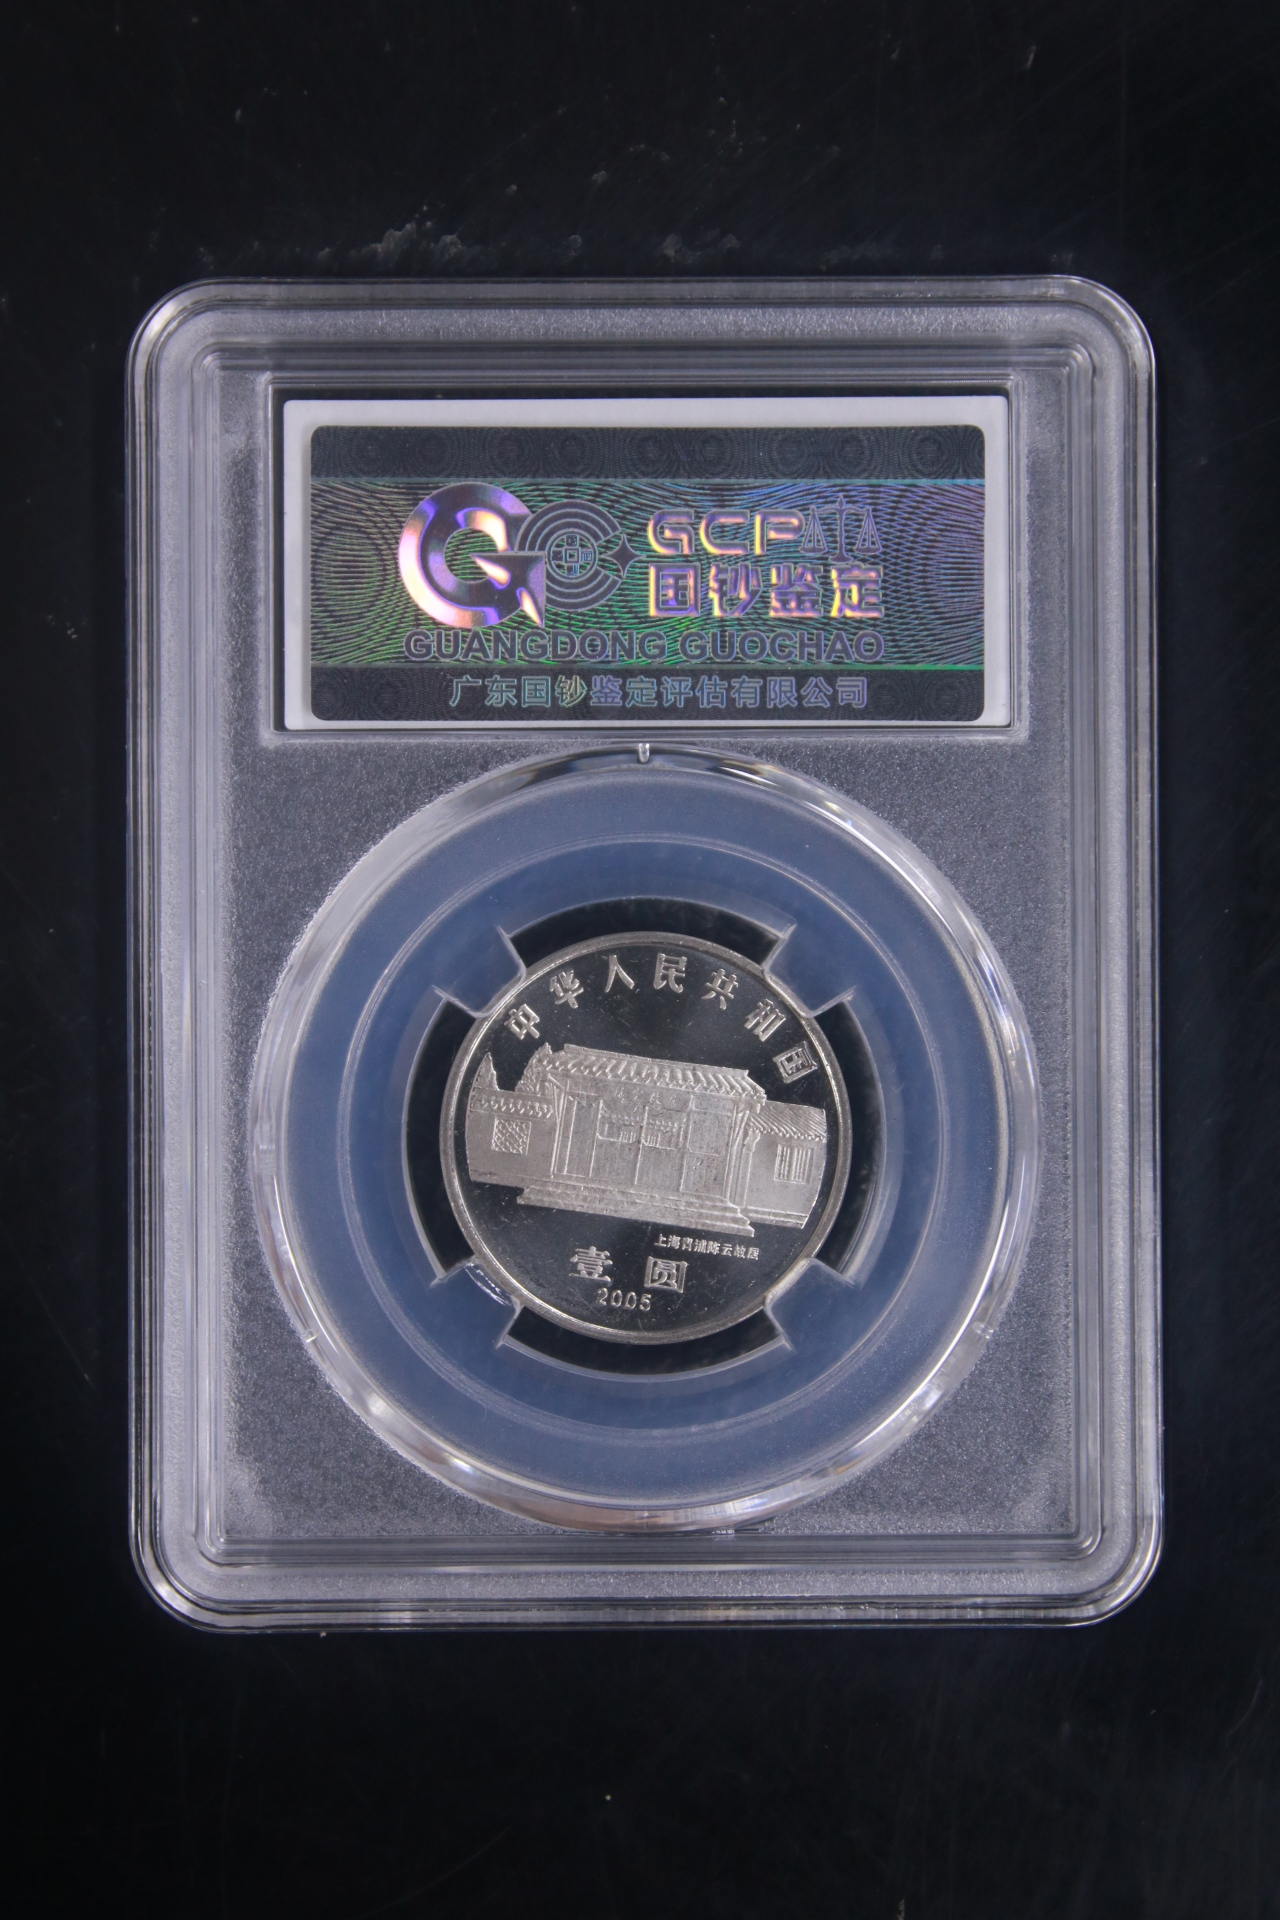 GCP
国钞鉴定
GUANGDONG GUOCHAO
广东国钞鉴定评估有限公司
中华人民共和国
上海青浦陈云故居
壹圆
2005